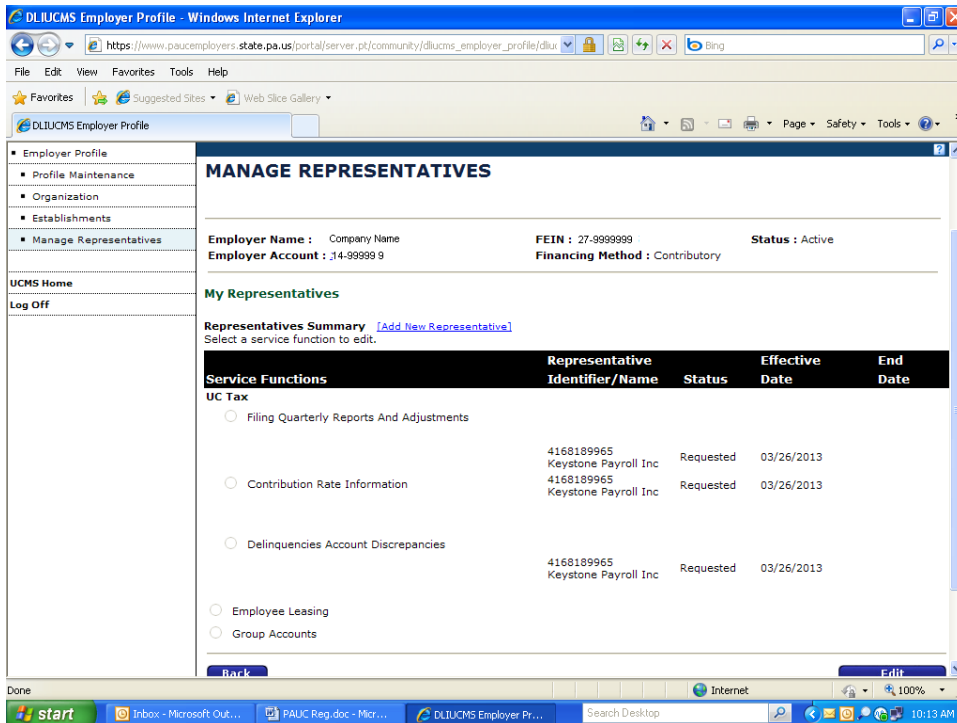 DLIUCMS Employer Profile - Windows Internet Explorer
https://www.paucemployers.state.pa.us/portal/server.pt/community/dliucms_employer_profile/dliuc
Bing
File Edit View Favorites Tools Help
Favorites Suggested Sites Web Slice Gallery
DLIUCMS Employer Profile Page Safety Tools
Employer Profile
Profile Maintenance
Organization
Establishments
Manage Representatives
UCMS Home
Log Off
MANAGE REPRESENTATIVES
Employer Name : Company Name FEIN : 27-9999999 Status : Active
Employer Account : 14-99999 9 Financing Method : Contributory
My Representatives
Representatives Summary [Add New Representative]
Select a service function to edit.
Representative Effective End
Service Functions Identifier/Name Status Date Date
UC Tax
Filing Quarterly Reports And Adjustments
4168189965
Keystone Payroll Inc Requested 03/26/2013
Contribution Rate Information 4168189965
Keystone Payroll Inc Requested 03/26/2013
Delinquencies Account Discrepancies
4168189965
Keystone Payroll Inc Requested 03/26/2013
Employee Leasing
Group Accounts
Back Edit
Done Internet 100%
start Inbox - Microsoft Out... PAUC Reg.doc - Micr... DLIUCMS Employer Pr... Search Desktop 10:13 AM